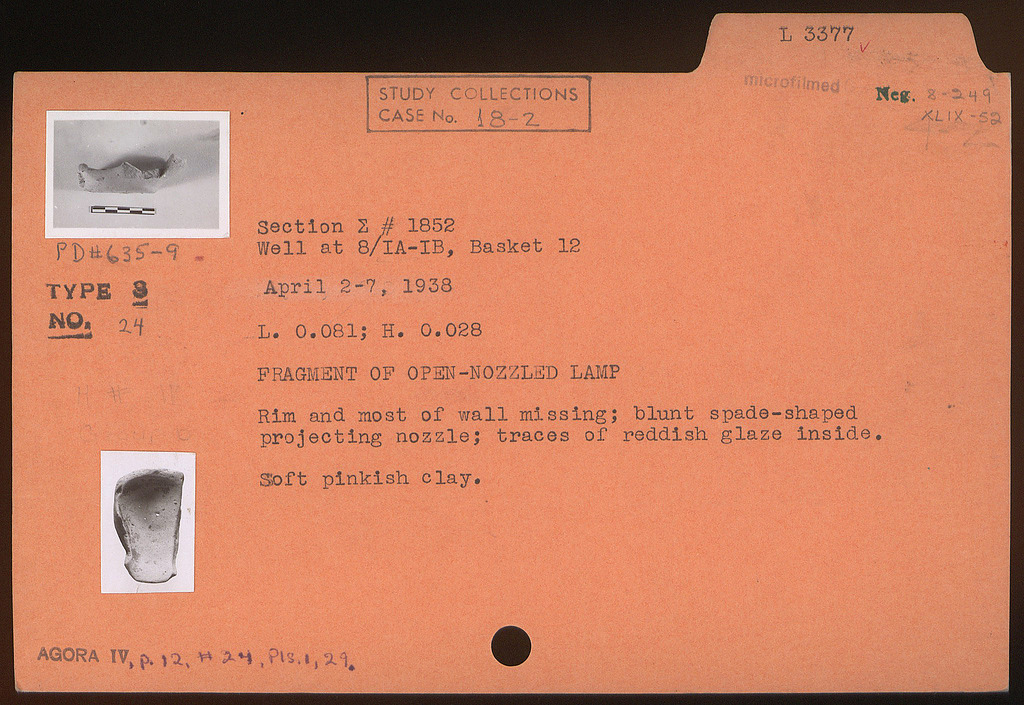 L 3377
microfilmed
Neg. 8-249
XLIX-52
STUDY COLLECTIONS
CASE No. 18-2
Section Σ # 1852
Well at 8/IA-IB, Basket 12
PD#635-9
April 2-7, 1938
TYPE 8
NO. 24
L. 0.081; H. 0.028
FRAGMENT OF OPEN-NOZZLED LAMP
Rim and most of wall missing; blunt spade-shaped
projecting nozzle; traces of reddish glaze inside.
Soft pinkish clay.
AGORA IV, p. 12, # 24, Pls. 1, 29.